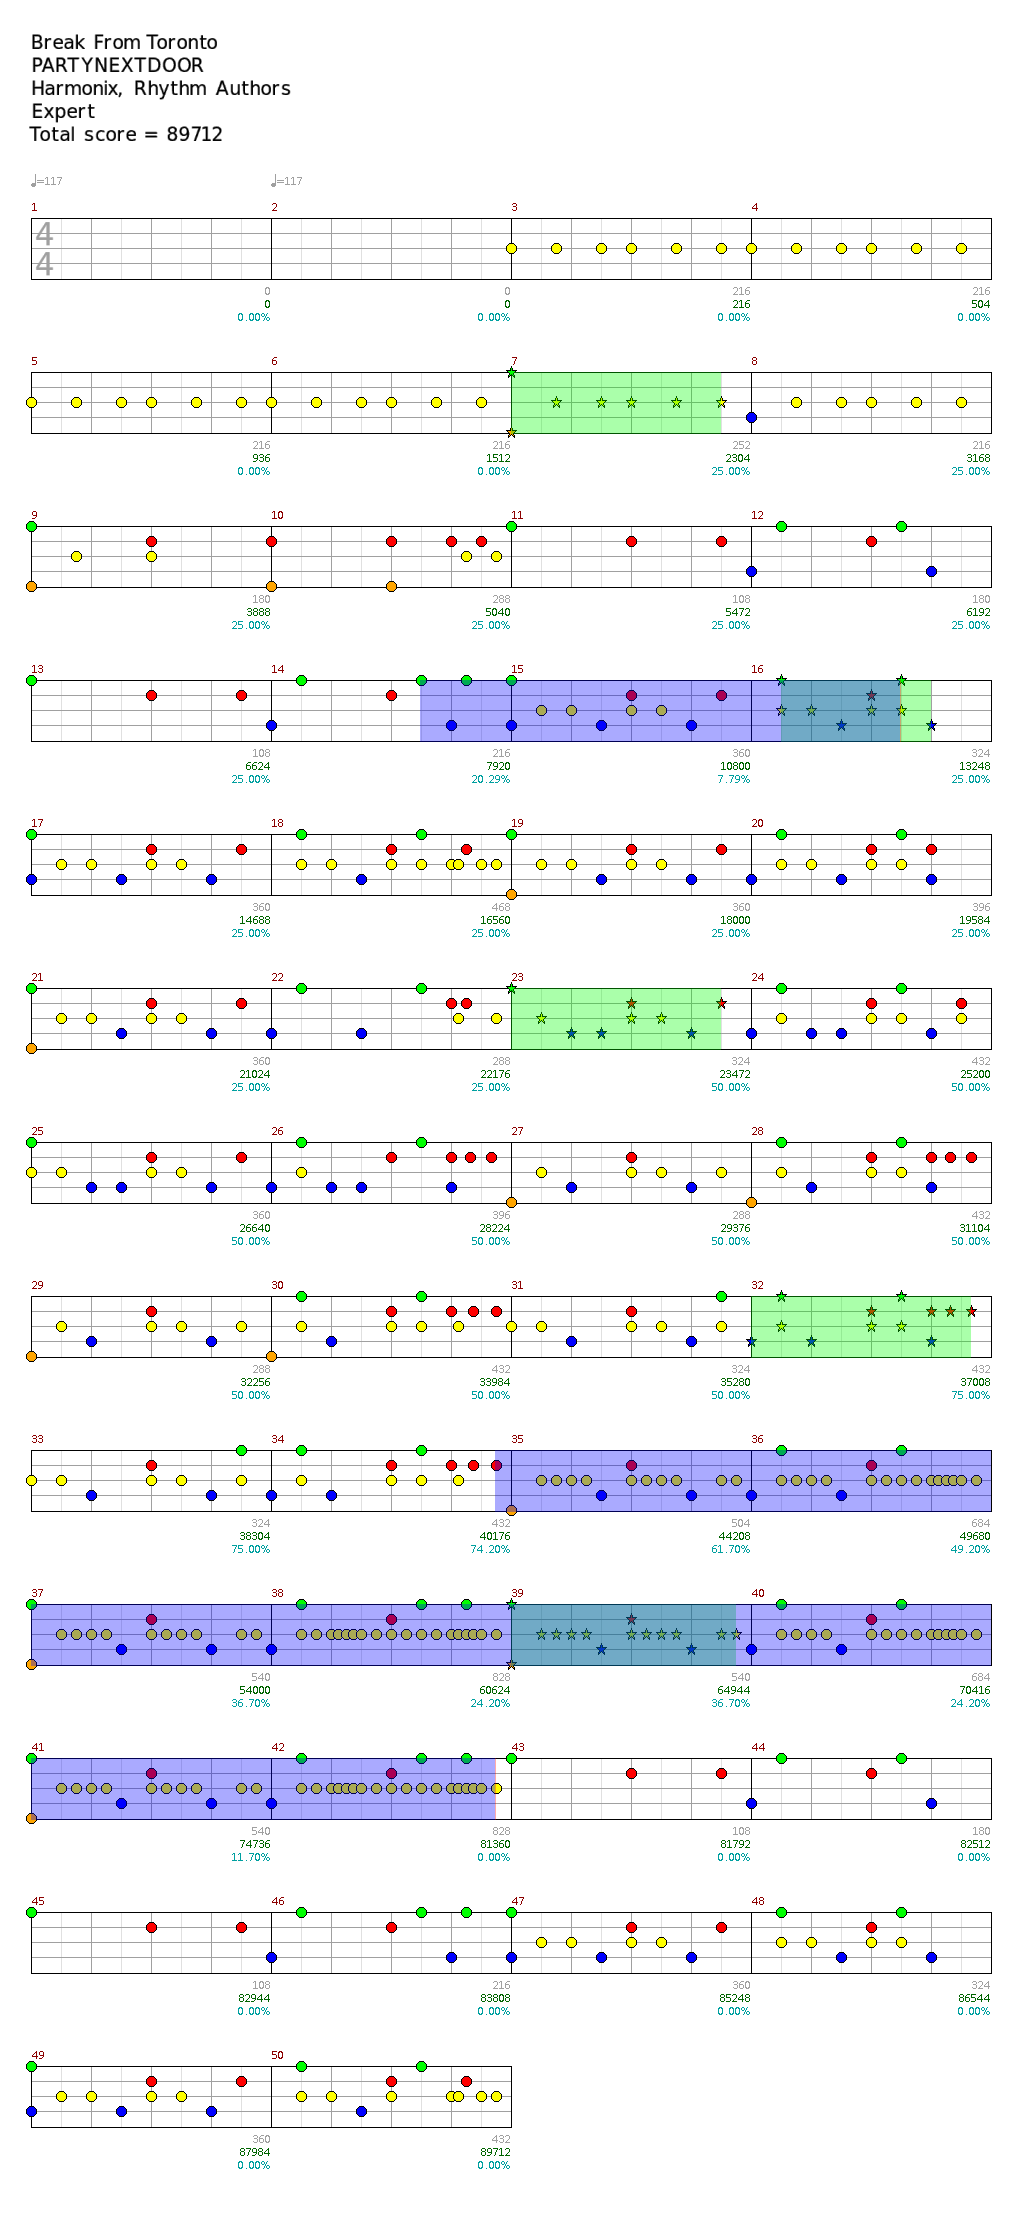 Break From Toronto
PARTYNEXTDOOR
Harmonix, Rhythm Authors
Expert
Total score = 89712
♩=117 ♩=117
1 2 3 4
4
4
0 0 216 216
0 0 216 504
0.00% 0.00% 0.00% 0.00%
5 6 7 8
216 216 252 216
936 1512 2304 3168
0.00% 0.00% 25.00% 25.00%
9 10 11 12
180 288 108 180
3888 5040 5472 6192
25.00% 25.00% 25.00% 25.00%
13 14 15 16
108 216 360 324
6624 7920 10800 13248
25.00% 20.29% 7.79% 25.00%
17 18 19 20
360 468 360 396
14688 16560 18000 19584
25.00% 25.00% 25.00% 25.00%
21 22 23 24
360 288 324 432
21024 22176 23472 25200
25.00% 25.00% 50.00% 50.00%
25 26 27 28
360 396 288 432
26640 28224 29376 31104
50.00% 50.00% 50.00% 50.00%
29 30 31 32
288 432 324 432
32256 33984 35280 37008
50.00% 50.00% 50.00% 75.00%
33 34 35 36
324 432 504 684
38304 40176 44208 49680
75.00% 74.20% 61.70% 49.20%
37 38 39 40
540 828 540 684
54000 60624 64944 70416
36.70% 24.20% 36.70% 24.20%
41 42 43 44
540 828 108 180
74736 81360 81792 82512
11.70% 0.00% 0.00% 0.00%
45 46 47 48
108 216 360 324
82944 83808 85248 86544
0.00% 0.00% 0.00% 0.00%
49 50
360 432
87984 89712
0.00% 0.00%